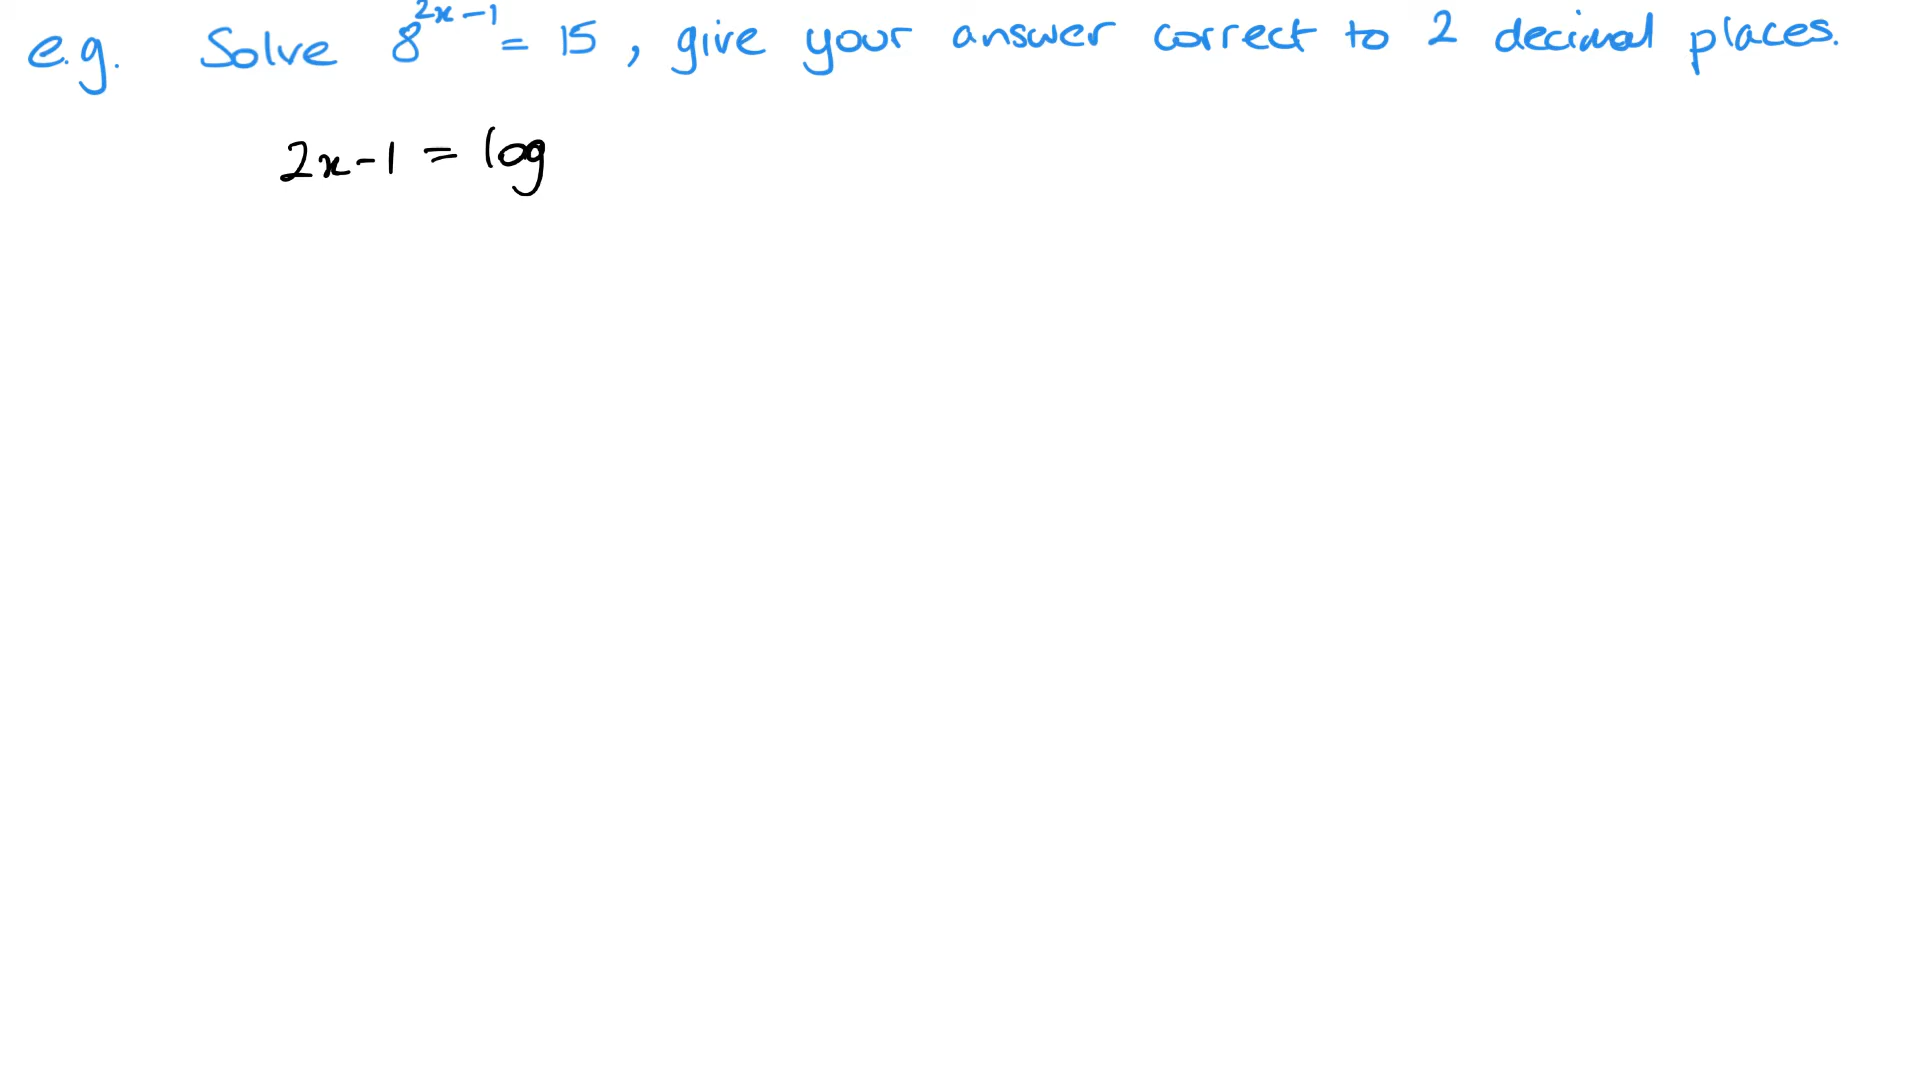 e.g. Solve 8^{2x-1} = 15, give your answer correct to 2 decimal places.
2x-1 = log